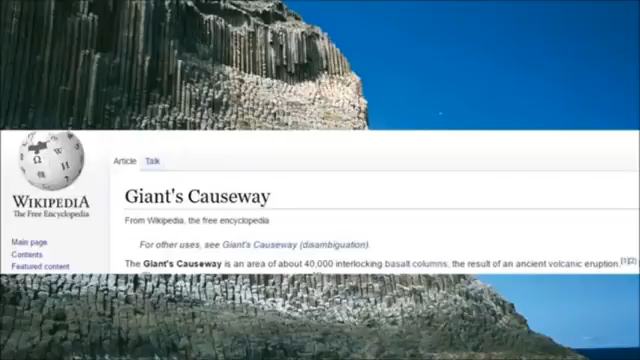 Article Talk
Giant's Causeway
WIKIPEDIA
The Free Encyclopedia
From Wikipedia, the free encyclopedia
Main page
For other uses, see Giant's Causeway (disambiguation).
Contents
Featured content
The Giant's Causeway is an area of about 40,000 interlocking basalt columns, the result of an ancient volcanic eruption.[1][2]